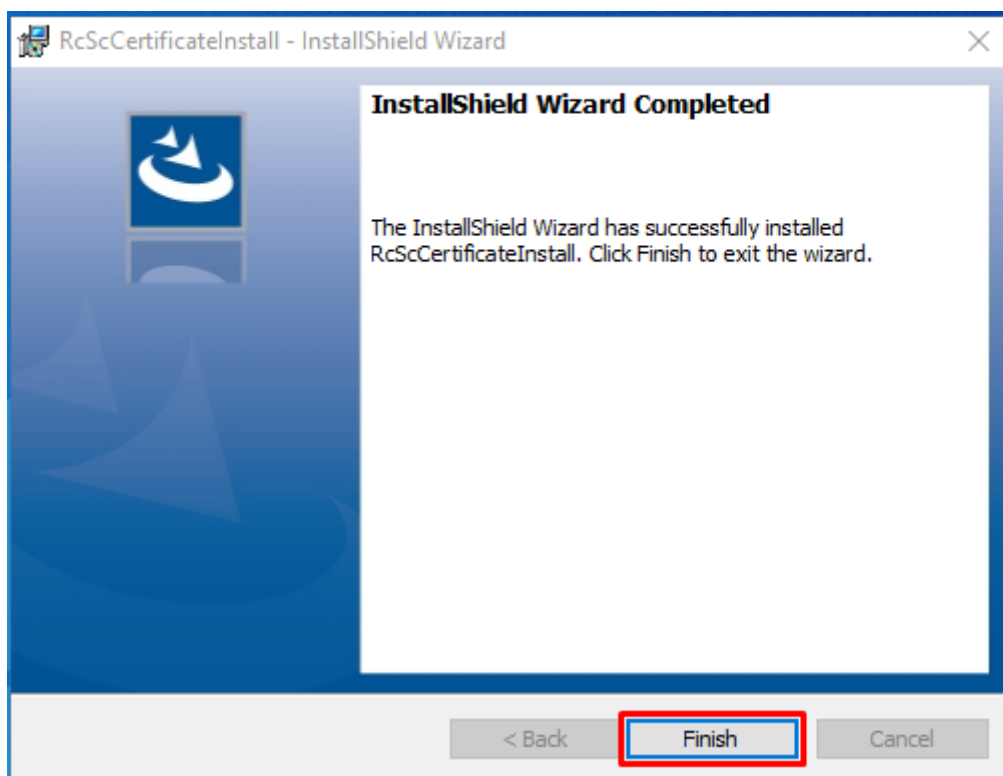 RcScCertificateInstall - InstallShield Wizard
InstallShield Wizard Completed
The InstallShield Wizard has successfully installed
RcScCertificateInstall. Click Finish to exit the wizard.
< Back
Finish
Cancel